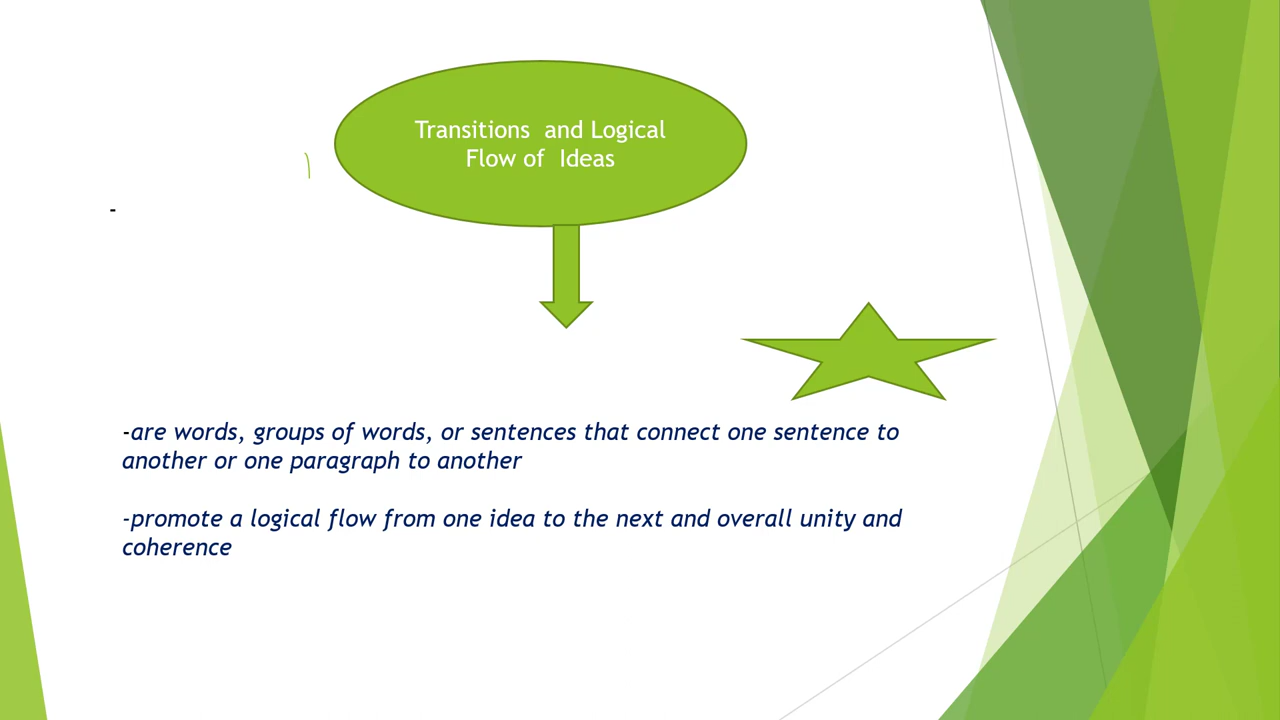 Transitions and Logical
Flow of Ideas
-
-are words, groups of words, or sentences that connect one sentence to
another or one paragraph to another
-promote a logical flow from one idea to the next and overall unity and
coherence